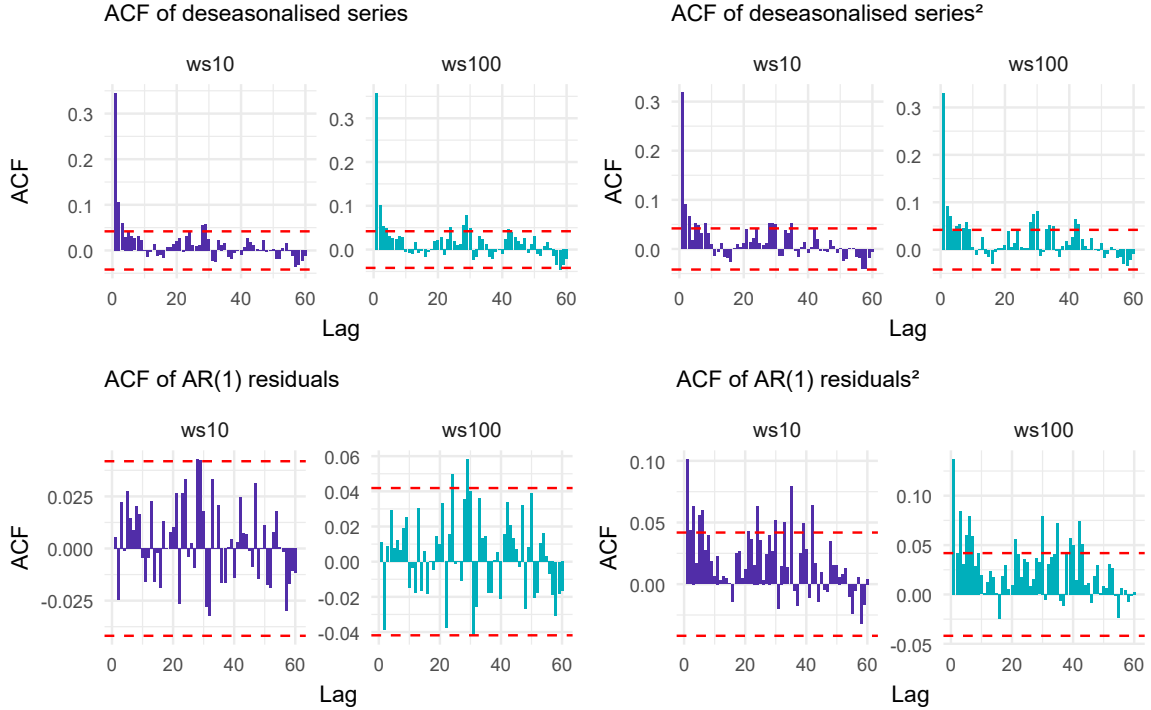 ACF of deseasonalised series
ws10
ws100
ACF
0.3
0.2
0.1
0.0
0.3
0.2
0.1
0.0
0 20 40 60
0 20 40 60
Lag
ACF of deseasonalised series²
ws10
ws100
ACF
0.3
0.2
0.1
0.0
0.3
0.2
0.1
0.0
0 20 40 60
0 20 40 60
Lag
ACF of AR(1) residuals
ws10
ws100
ACF
0.025
0.000
-0.025
0.06
0.04
0.02
0.00
-0.02
-0.04
0 20 40 60
0 20 40 60
Lag
ACF of AR(1) residuals²
ws10
ws100
ACF
0.10
0.05
0.00
0.10
0.05
0.00
-0.05
0 20 40 60
0 20 40 60
Lag